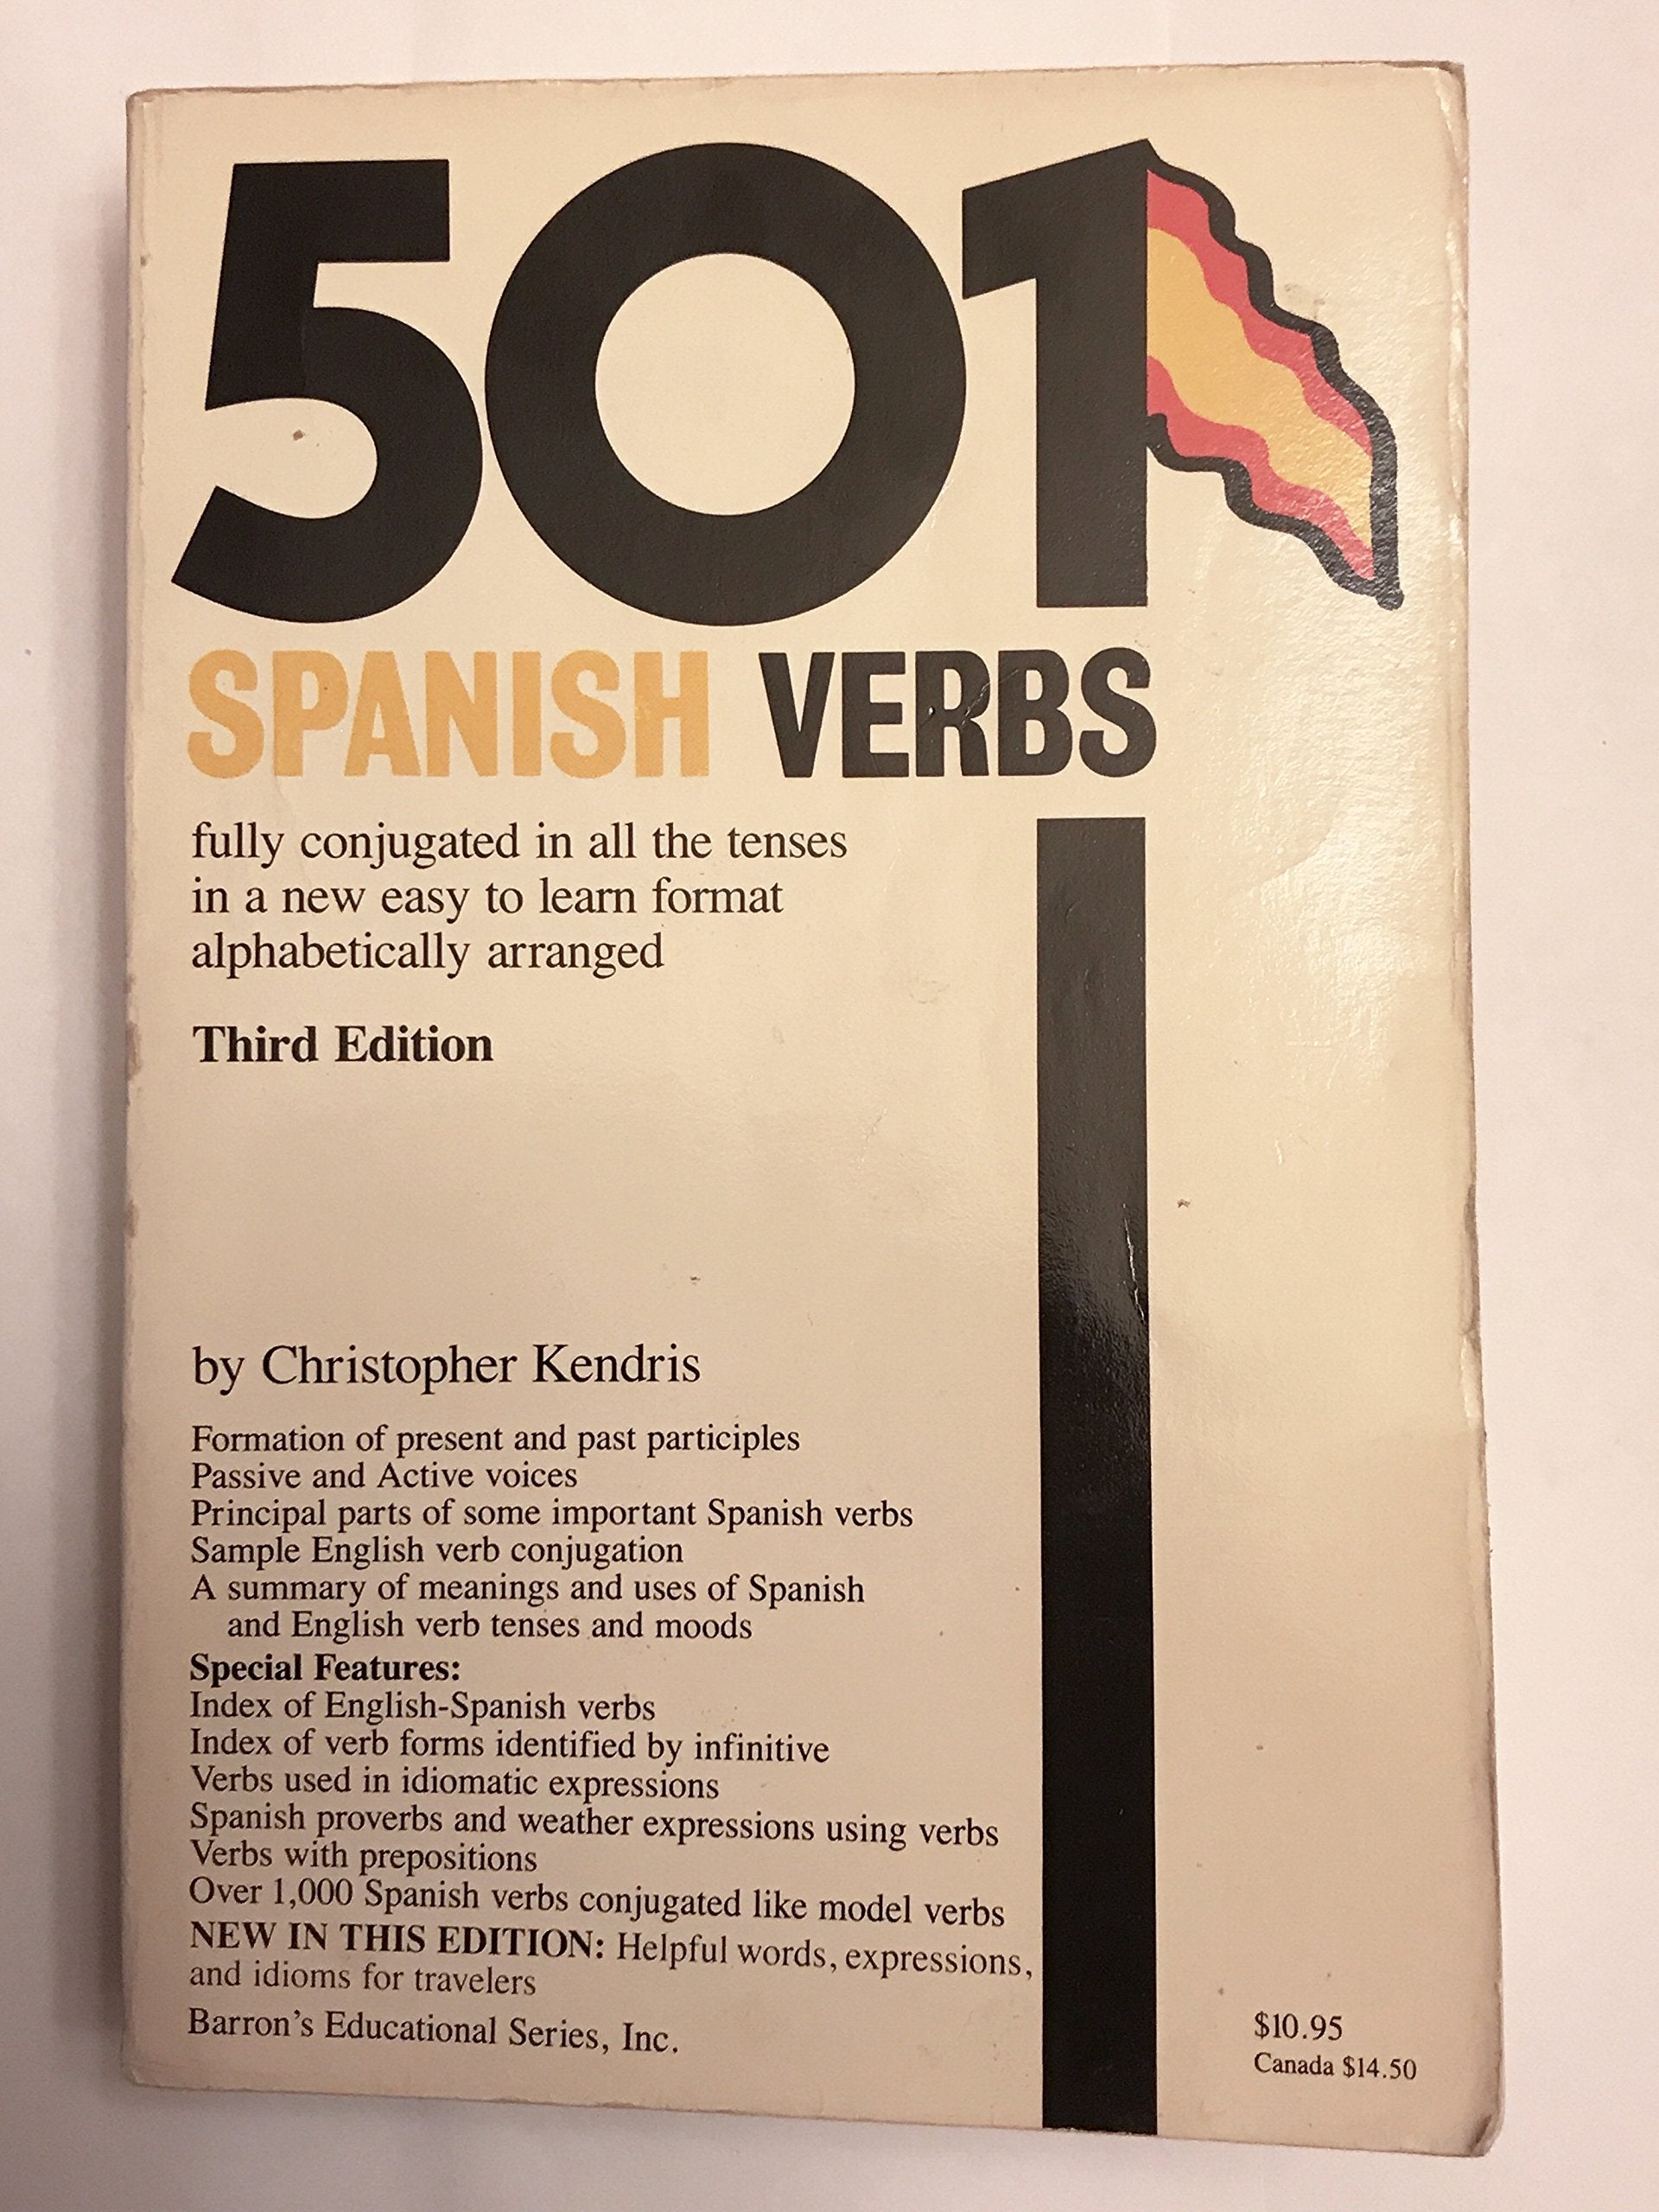 501
SPANISH VERBS
fully conjugated in all the tenses
in a new easy to learn format
alphabetically arranged
Third Edition
by Christopher Kendris
Formation of present and past participles
Passive and Active voices
Principal parts of some important Spanish verbs
Sample English verb conjugation
A summary of meanings and uses of Spanish
and English verb tenses and moods
Special Features:
Index of English-Spanish verbs
Index of verb forms identified by infinitive
Verbs used in idiomatic expressions
Spanish proverbs and weather expressions using verbs
Verbs with prepositions
Over 1,000 Spanish verbs conjugated like model verbs
NEW IN THIS EDITION: Helpful words, expressions,
and idioms for travelers
Barron's Educational Series, Inc.
$10.95
Canada $14.50